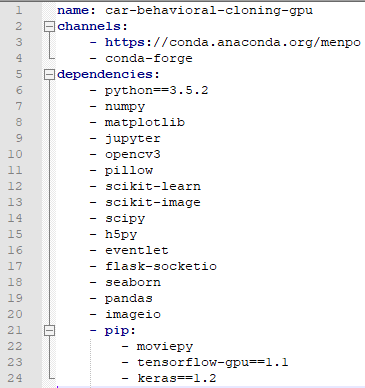 1 name: car-behavioral-cloning-gpu
2 channels:
3 - https://conda.anaconda.org/menpo
4 - conda-forge
5 dependencies:
6 - python==3.5.2
7 - numpy
8 - matplotlib
9 - jupyter
10 - opencv3
11 - pillow
12 - scikit-learn
13 - scikit-image
14 - scipy
15 - h5py
16 - eventlet
17 - flask-socketio
18 - seaborn
19 - pandas
20 - imageio
21 - pip:
22 - moviepy
23 - tensorflow-gpu==1.1
24 - keras==1.2